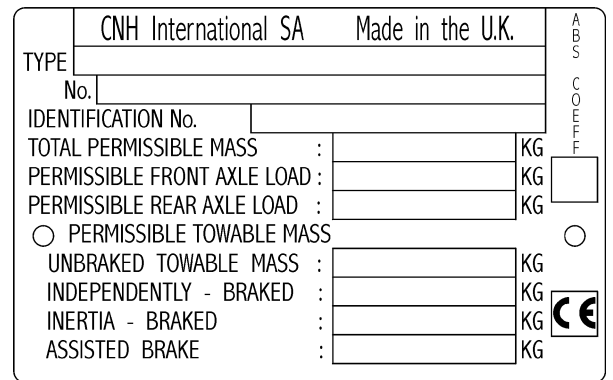 CNH International SA Made in the U.K.
TYPE
No.
IDENTIFICATION No.
TOTAL PERMISSIBLE MASS : KG
PERMISSIBLE FRONT AXLE LOAD : KG
PERMISSIBLE REAR AXLE LOAD : KG
PERMISSIBLE TOWABLE MASS
UNBRAKED TOWABLE MASS : KG
INDEPENDENTLY - BRAKED : KG
INERTIA - BRAKED : KG
ASSISTED BRAKE : KG
ABS COEFF
CE